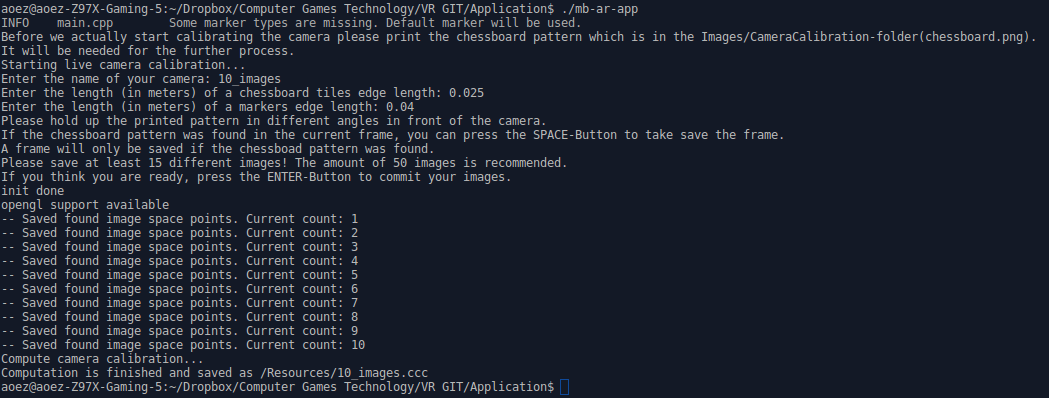 aoez@aoez-Z97X-Gaming-5:~/Dropbox/Computer Games Technology/VR GIT/Application$ ./mb-ar-app
INFO    main.cpp        Some marker types are missing. Default marker will be used.
Before we actually start calibrating the camera please print the chessboard pattern which is in the Images/CameraCalibration-folder(chessboard.png).
It will be needed for the further process.
Starting live camera calibration...
Enter the name of your camera: 10_images
Enter the length (in meters) of a chessboard tiles edge length: 0.025
Enter the length (in meters) of a markers edge length: 0.04
Please hold up the printed pattern in different angles in front of the camera.
If the chessboard pattern was found in the current frame, you can press the SPACE-Button to take save the frame.
A frame will only be saved if the chessboad pattern was found.
Please save at least 15 different images! The amount of 50 images is recommended.
If you think you are ready, press the ENTER-Button to commit your images.
init done
opengl support available
-- Saved found image space points. Current count: 1
-- Saved found image space points. Current count: 2
-- Saved found image space points. Current count: 3
-- Saved found image space points. Current count: 4
-- Saved found image space points. Current count: 5
-- Saved found image space points. Current count: 6
-- Saved found image space points. Current count: 7
-- Saved found image space points. Current count: 8
-- Saved found image space points. Current count: 9
-- Saved found image space points. Current count: 10
Compute camera calibration...
Computation is finished and saved as /Resources/10_images.ccc
aoez@aoez-Z97X-Gaming-5:~/Dropbox/Computer Games Technology/VR GIT/Application$